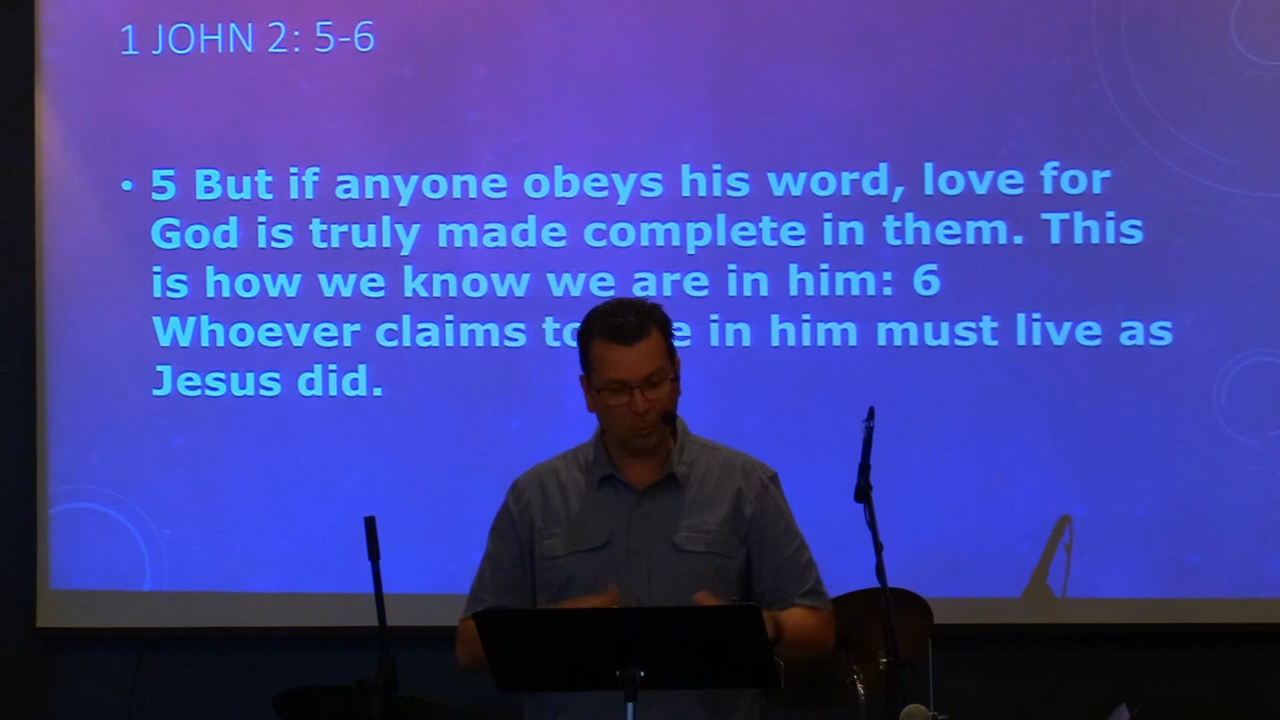 1 JOHN 2: 5-6
• 5 But if anyone obeys his word, love for
God is truly made complete in them. This
is how we know we are in him: 6
Whoever claims to in him must live as
Jesus did.